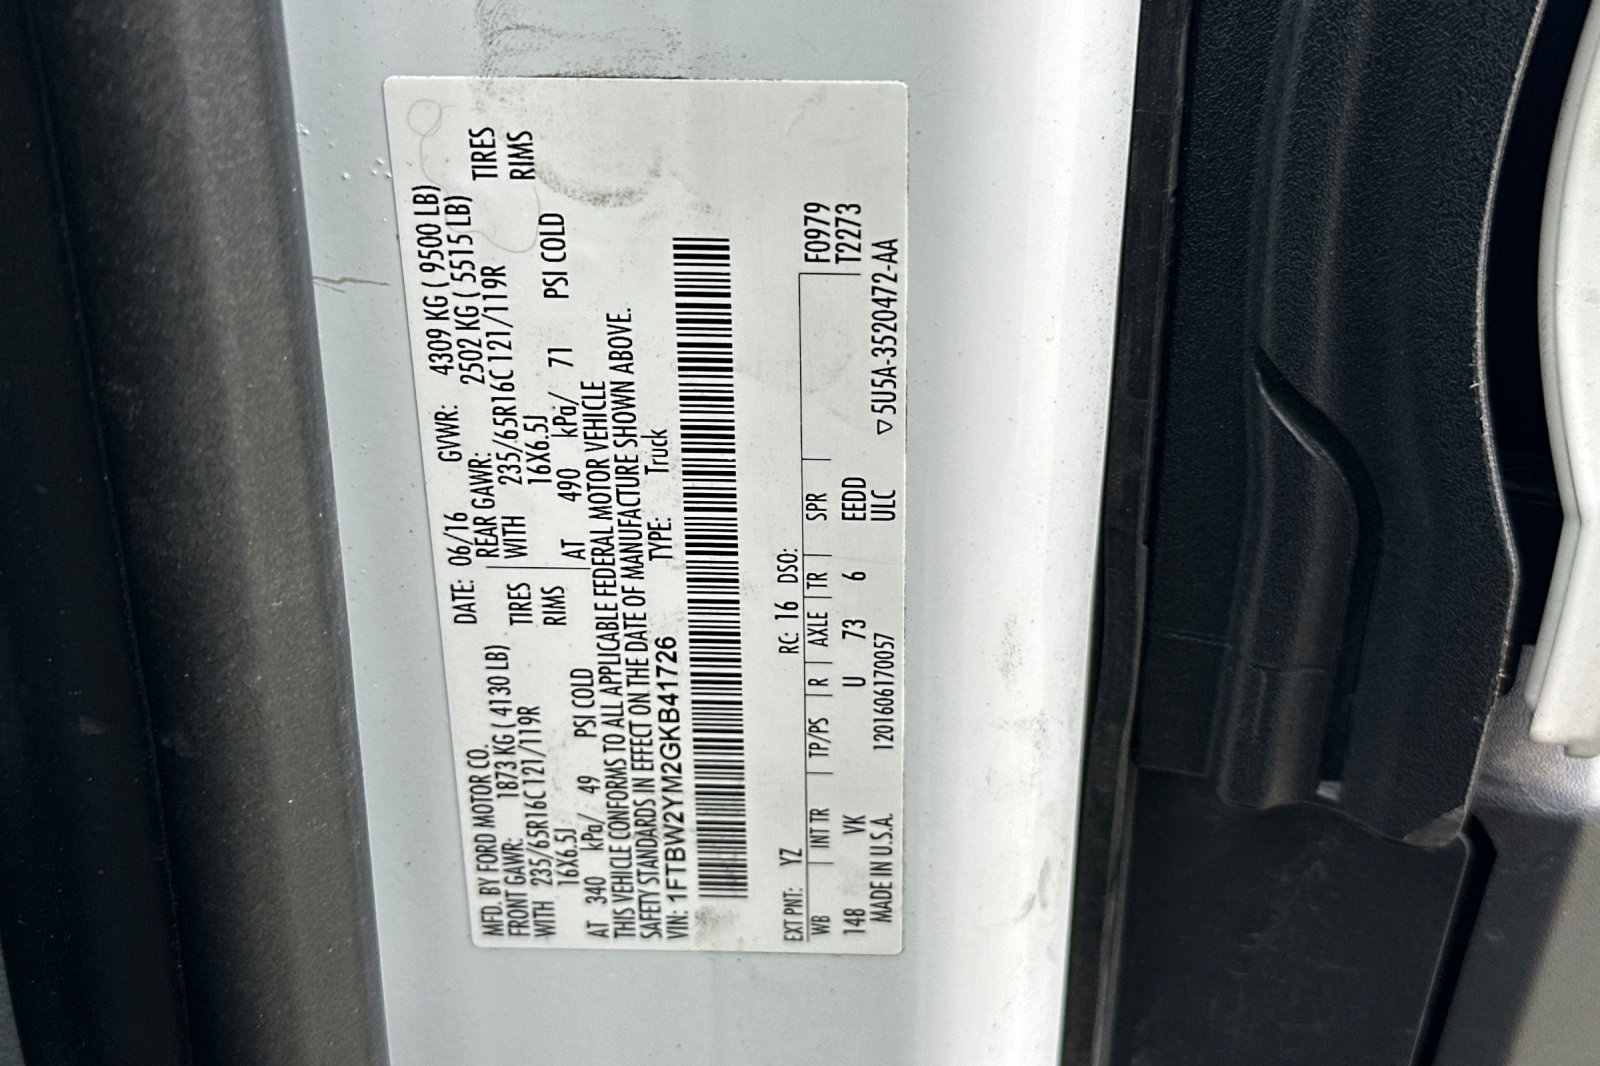 MFD. BY FORD MOTOR CO. DATE: 06/16 GVWR: 4309 KG ( 9500 LB)
FRONT GAWR: 1873 KG ( 4130 LB) REAR GAWR: 2502 KG ( 5515 LB)
WITH 235/65R16C 121/119R TIRES WITH 235/65R16C 121/119R TIRES
16X6.5J RIMS 16X6.5J RIMS
AT 340 kPa/ 49 PSI COLD AT 490 kPa/ 71 PSI COLD
THIS VEHICLE CONFORMS TO ALL APPLICABLE FEDERAL MOTOR VEHICLE
SAFETY STANDARDS IN EFFECT ON THE DATE OF MANUFACTURE SHOWN ABOVE.
VIN: 1FTBW2YM2GKB41726 TYPE: Truck
EXT PNT: YZ RC: 16 DSO:
WB INT TR TP/PS R AXLE TR SPR F0979
148 VK U 73 6 EEDD T2273
MADE IN U.S.A. 120160617​0057 ULC ▽5U5A-3520472-AA